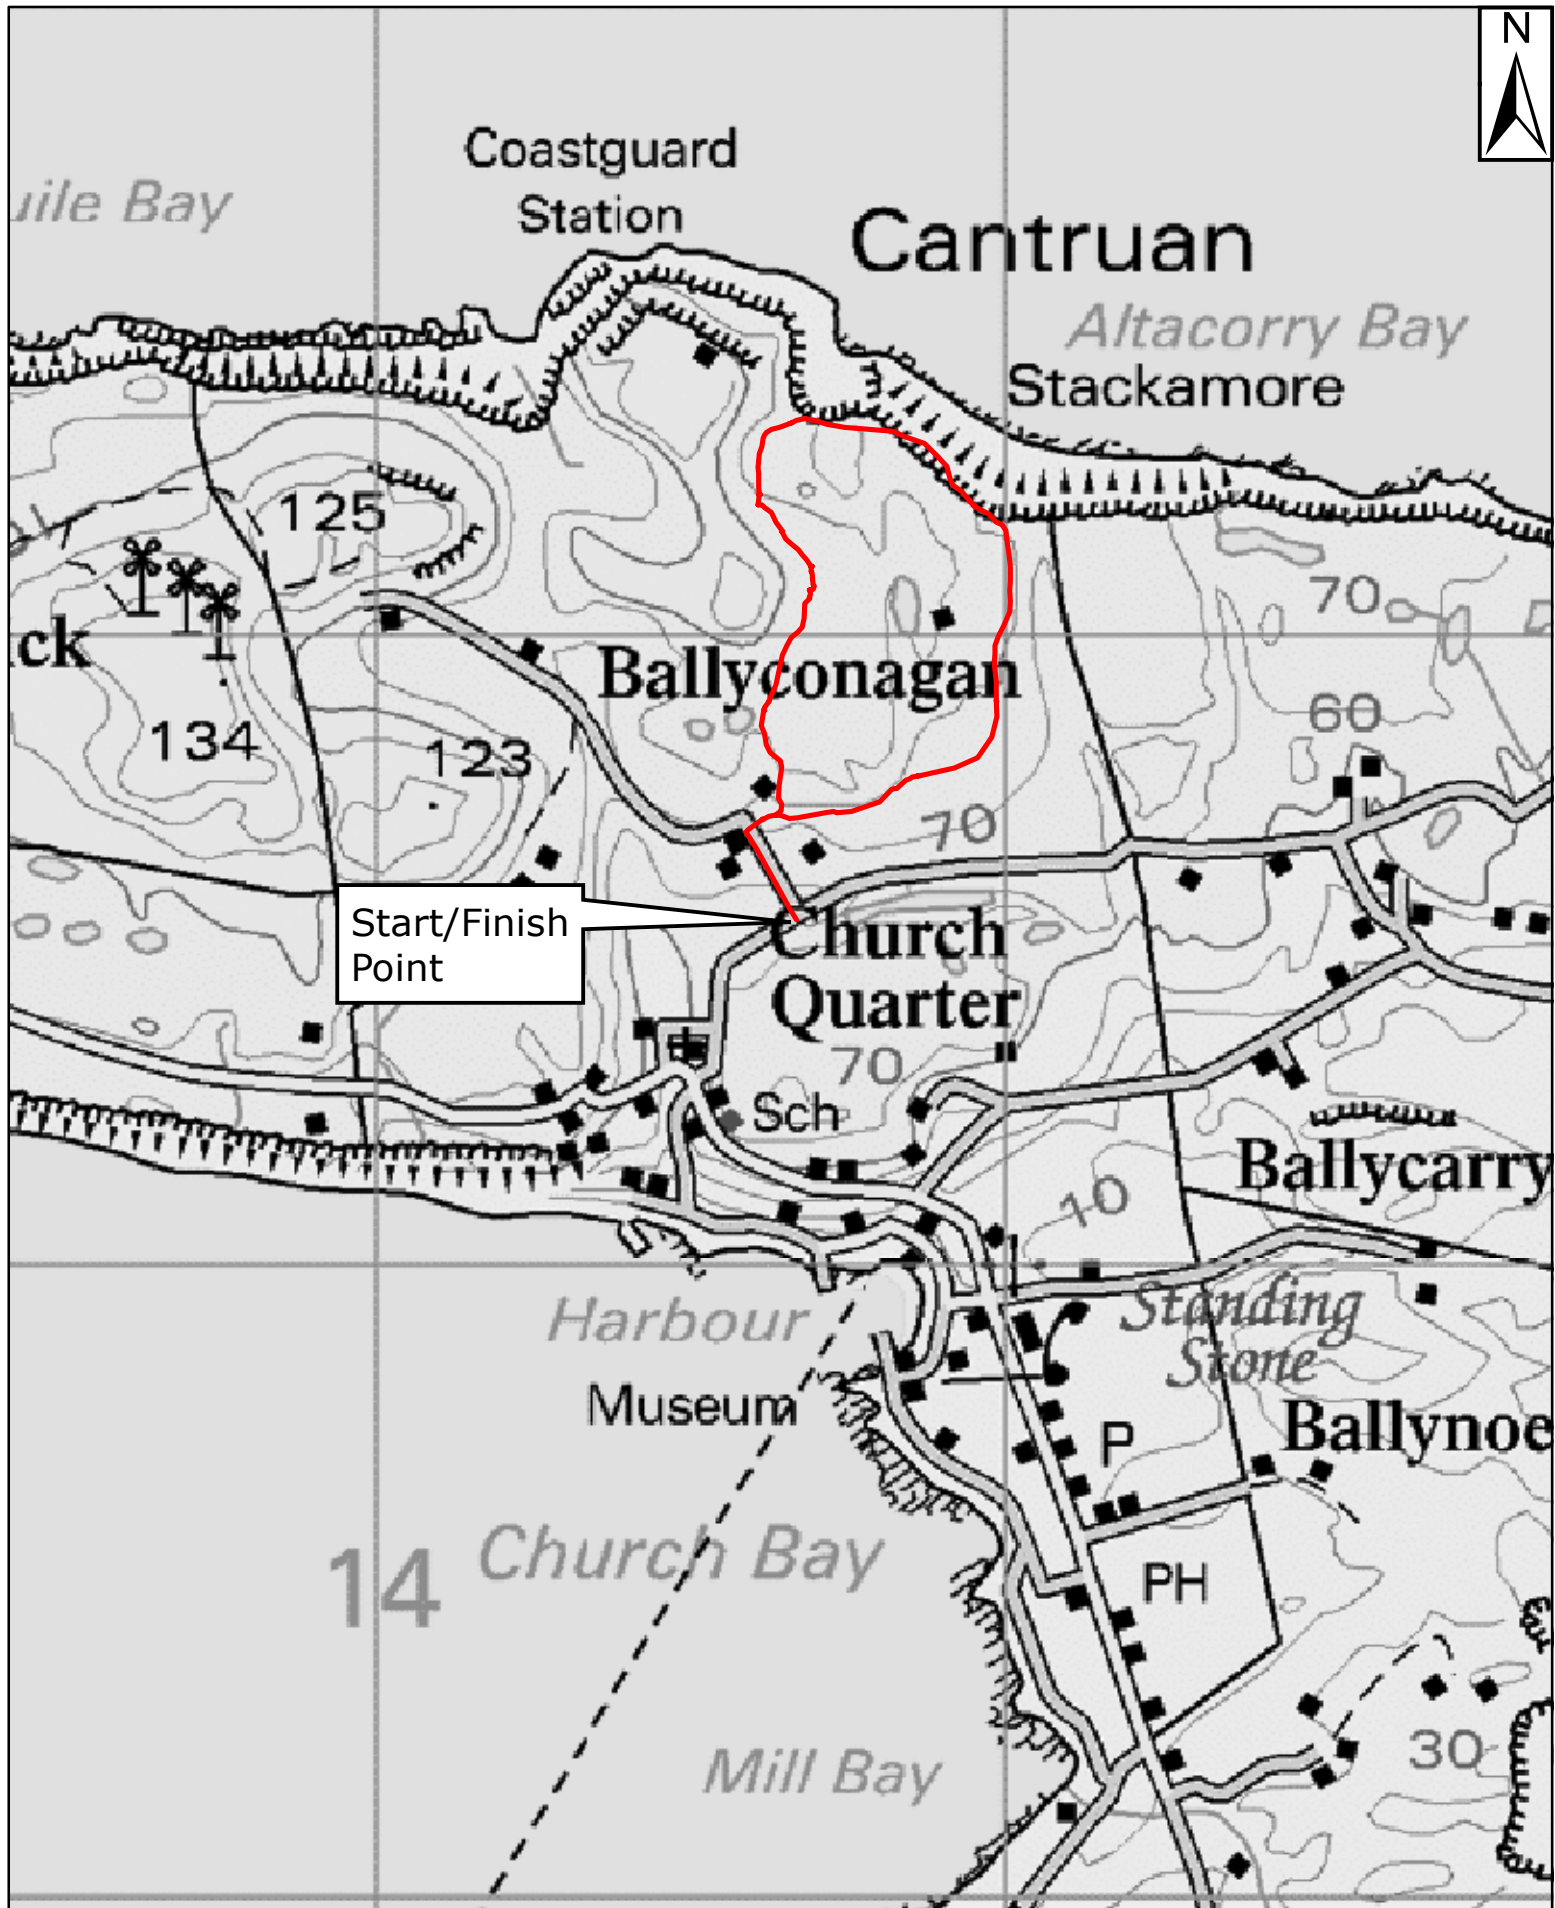 N
Coastguard
Station
uile Bay
Cantruan
Altacorry Bay
Stackamore
125
70
ck
Ballyconagan
134
123
60
70
Start/Finish
Point
Church
Quarter
70
Sch
Ballycarry
10
Harbour
Standing
Stone
Museum
P
Ballynoe
14
Church Bay
PH
Mill Bay
30